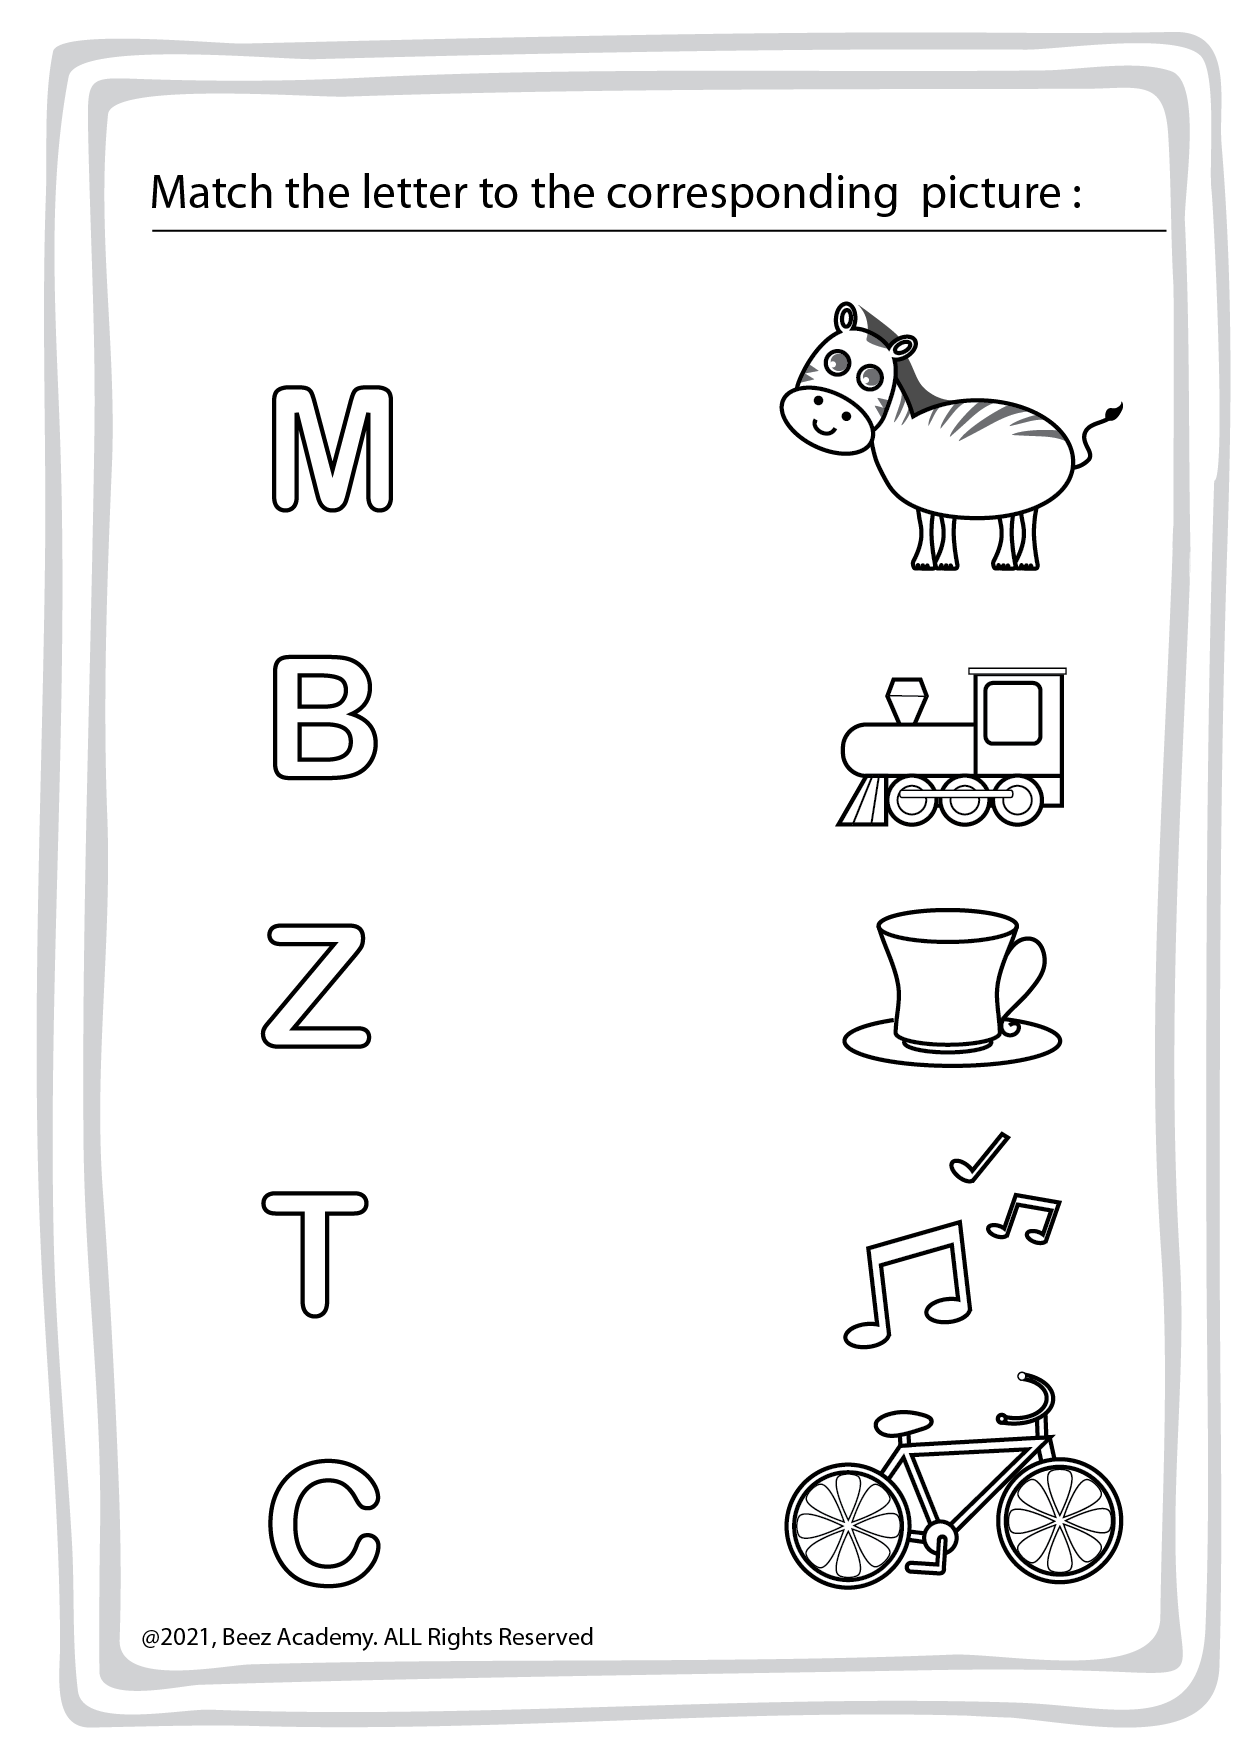 Match the letter to the corresponding  picture :
M
B
Z
T
C
@2021, Beez Academy. ALL Rights Reserved